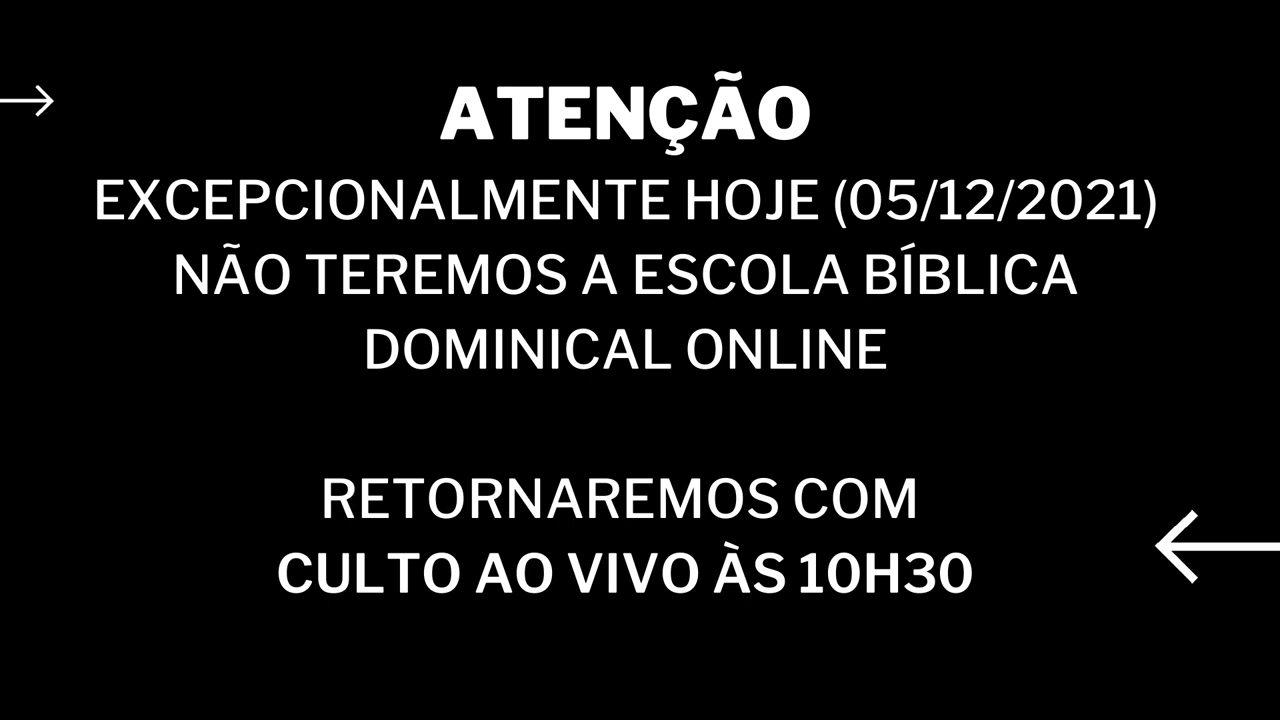 ATENÇÃO
EXCEPCIONALMENTE HOJE (05/12/2021)
NÃO TEREMOS A ESCOLA BÍBLICA
DOMINICAL ONLINE
RETORNAREMOS COM
CULTO AO VIVO ÀS 10H30